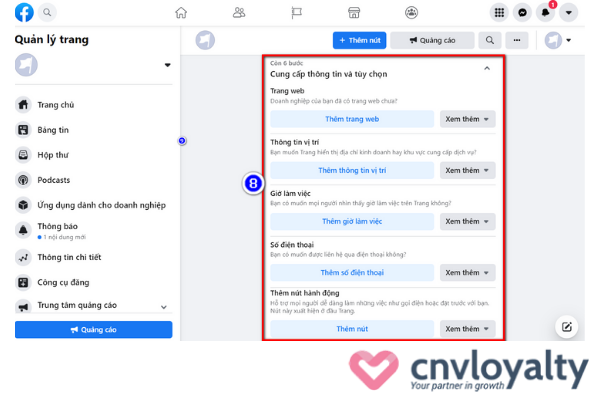 1
Quản lý trang
+ Thêm nút
Quảng cáo
Trang chủ
Bảng tin
Hộp thư
Podcasts
Ứng dụng dành cho doanh nghiệp
Thông báo
1 nội dung mới
Thông tin chi tiết
Công cụ đăng
Trung tâm quảng cáo
Quảng cáo
8
Còn 6 bước
Cung cấp thông tin và tùy chọn
Trang web
Doanh nghiệp của bạn đã có trang web chưa?
Thêm trang web Xem thêm
Thông tin vị trí
Bạn muốn Trang hiển thị địa chỉ kinh doanh hay khu vực cung cấp dịch vụ?
Thêm thông tin vị trí Xem thêm
Giờ làm việc
Bạn có muốn mọi người nhìn thấy giờ làm việc trên Trang không?
Thêm giờ làm việc Xem thêm
Số điện thoại
Bạn có muốn được liên hệ qua điện thoại không?
Thêm số điện thoại Xem thêm
Thêm nút hành động
Hỗ trợ mọi người dễ dàng làm những việc như gọi điện hoặc đặt trước với bạn.
Nút này xuất hiện ở đầu Trang.
Thêm nút Xem thêm
cnvloyalty
Your partner in growth